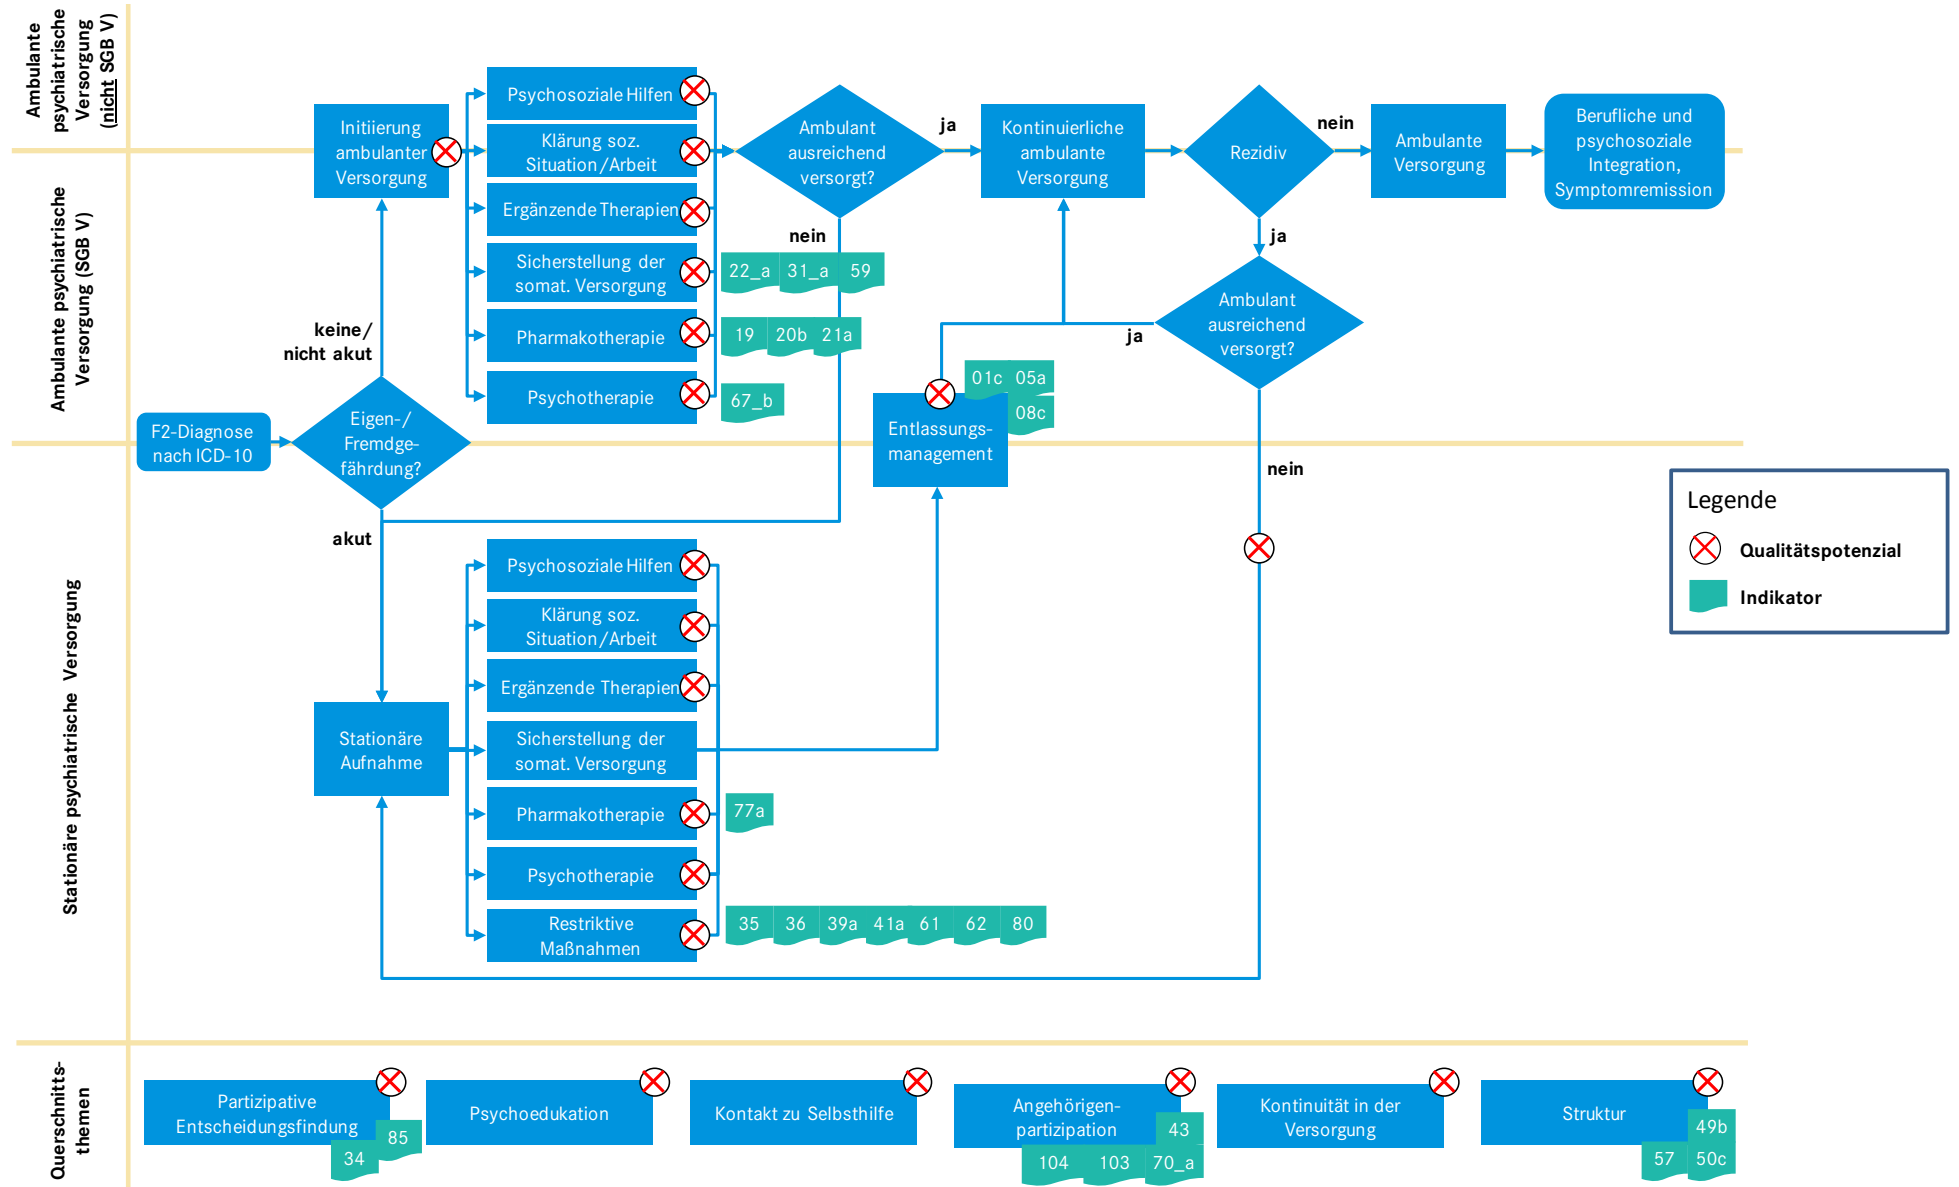 Ambulante
psychiatrische
Versorgung
(nicht SGB V)
Ambulante psychiatrische
Versorgung (SGB V)
Stationäre psychiatrische Versorgung
Querschnitts-
themen
F2-Diagnose
nach ICD-10
Eigen-/
Fremdge-
fährdung?
keine/
nicht akut
akut
Initiierung
ambulanter
Versorgung
Psychosoziale Hilfen
Klärung soz.
Situation/Arbeit
Ergänzende Therapien
Sicherstellung der
somat. Versorgung
22_a 31_a 59
Pharmakotherapie
19 20b 21a
Psychotherapie
67_b
Ambulant
ausreichend
versorgt?
ja
nein
Kontinuierliche
ambulante
Versorgung
Rezidiv
nein
ja
Ambulante
Versorgung
Berufliche und
psychosoziale
Integration,
Symptomremission
Ambulant
ausreichend
versorgt?
ja
nein
01c 05a
08c
Entlassungs-
management
Stationäre
Aufnahme
Psychosoziale Hilfen
Klärung soz.
Situation/Arbeit
Ergänzende Therapien
Sicherstellung der
somat. Versorgung
Pharmakotherapie
77a
Psychotherapie
Restriktive
Maßnahmen
35 36 39a 41a 61 62 80
Legende
Qualitätspotenzial
Indikator
Partizipative
Entscheidungsfindung
85
34
Psychoedukation
Kontakt zu Selbsthilfe
Angehörigen-
partizipation
43
104 103 70_a
Kontinuität in der
Versorgung
Struktur
49b
57 50c